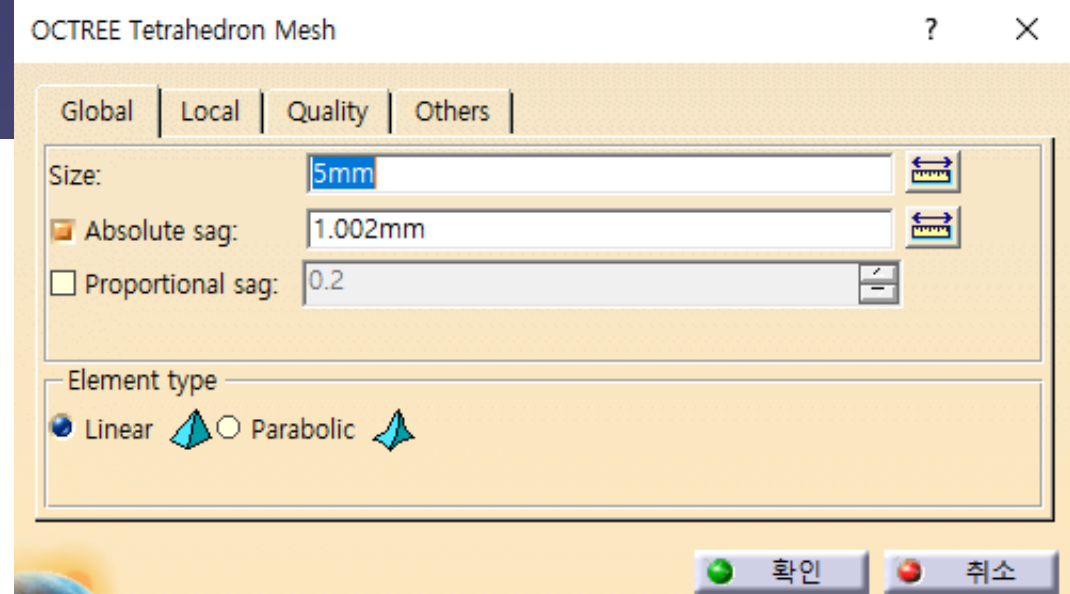 OCTREE Tetrahedron Mesh ? ×
Global Local Quality Others
Size: 5mm
Absolute sag: 1.002mm
Proportional sag: 0.2
Element type
Linear Parabolic
확인 취소